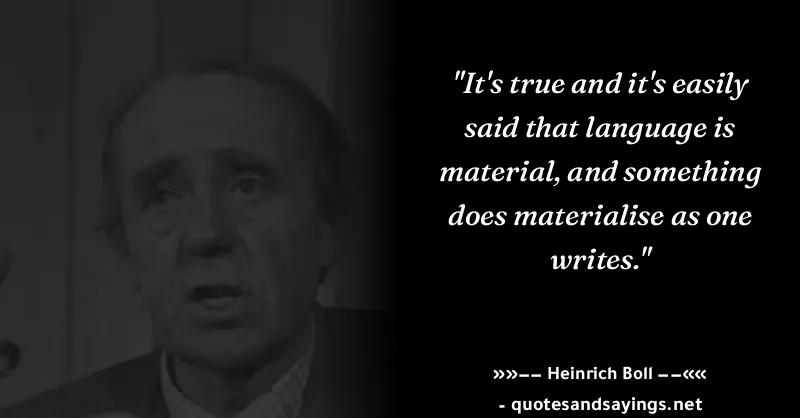 "It's true and it's easily
said that language is
material, and something
does materialise as one
writes."
»»−− Heinrich Boll −−««
- quotesandsayings.net